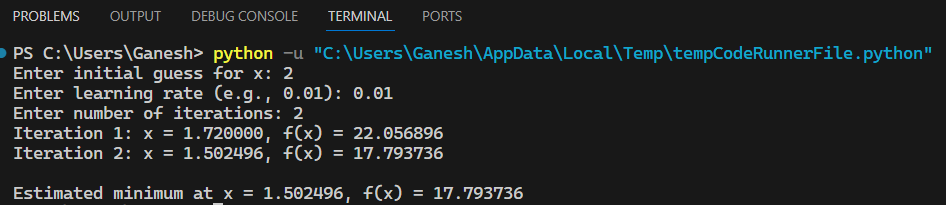 PROBLEMS OUTPUT DEBUG CONSOLE TERMINAL PORTS
PS C:\Users\Ganesh> python -u "C:\Users\Ganesh\AppData\Local\Temp\tempCodeRunnerFile.python"
Enter initial guess for x: 2
Enter learning rate (e.g., 0.01): 0.01
Enter number of iterations: 2
Iteration 1: x = 1.720000, f(x) = 22.056896
Iteration 2: x = 1.502496, f(x) = 17.793736
Estimated minimum at x = 1.502496, f(x) = 17.793736